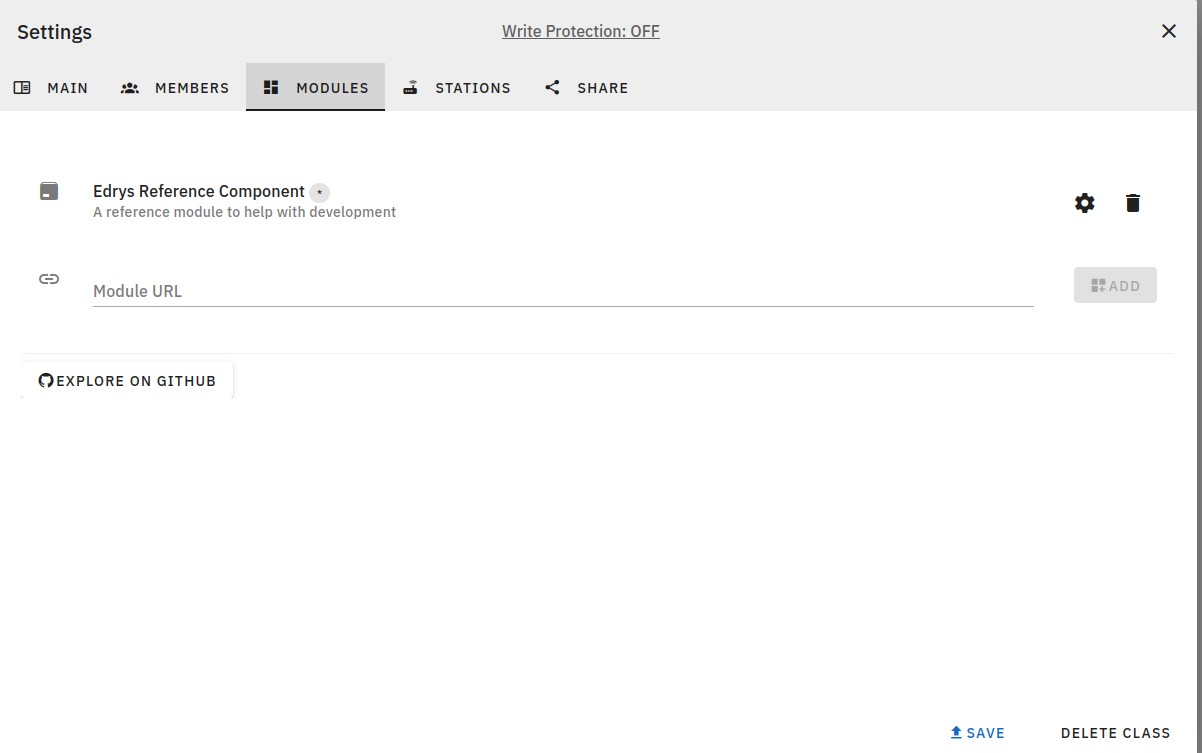 Settings
Write Protection: OFF
MAIN
MEMBERS
MODULES
STATIONS
SHARE
Edrys Reference Component *
A reference module to help with development
Module URL
ADD
EXPLORE ON GITHUB
SAVE
DELETE CLASS